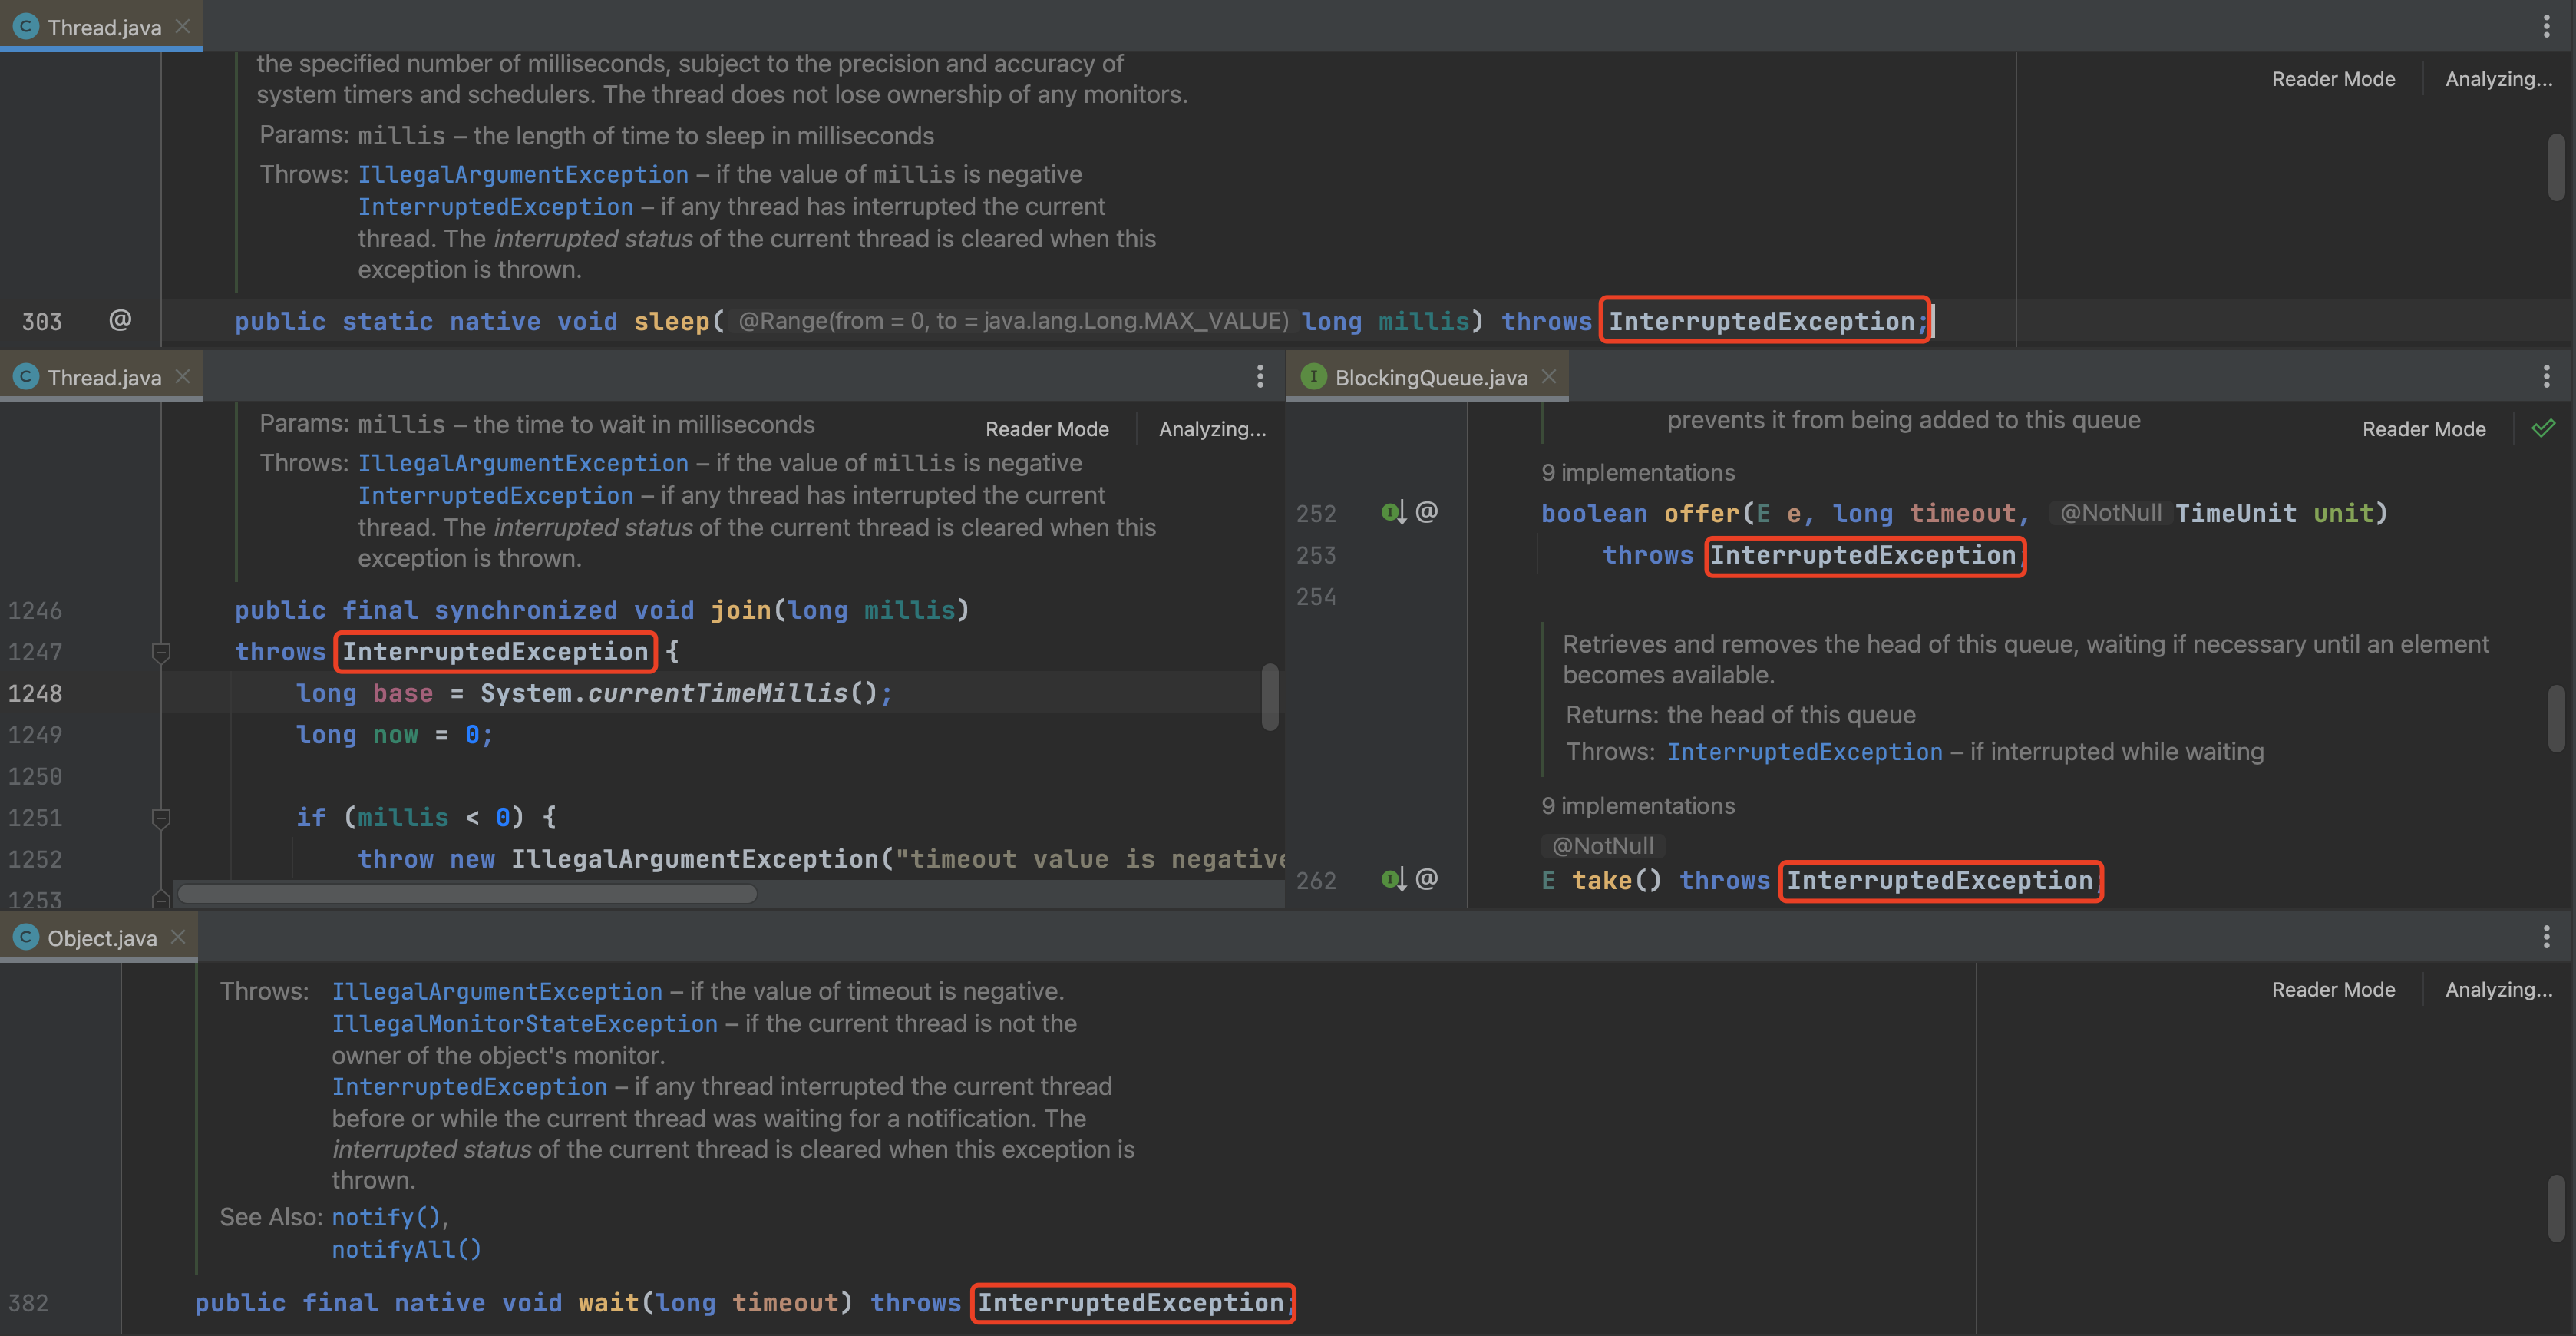 Thread.java
the specified number of milliseconds, subject to the precision and accuracy of
system timers and schedulers. The thread does not lose ownership of any monitors.
Reader Mode Analyzing...
Params: millis – the length of time to sleep in milliseconds
Throws: IllegalArgumentException – if the value of millis is negative
InterruptedException – if any thread has interrupted the current
thread. The interrupted status of the current thread is cleared when this
exception is thrown.
303 @ public static native void sleep( @Range(from = 0, to = java.lang.Long.MAX_VALUE) long millis) throws InterruptedException;
Thread.java
Params: millis – the time to wait in milliseconds
Reader Mode Analyzing...
Throws: IllegalArgumentException – if the value of millis is negative
InterruptedException – if any thread has interrupted the current
thread. The interrupted status of the current thread is cleared when this
exception is thrown.
1246 public final synchronized void join(long millis)
1247 throws InterruptedException {
1248 long base = System.currentTimeMillis();
1249 long now = 0;
1250
1251 if (millis < 0) {
1252 throw new IllegalArgumentException("timeout value is negative
1253
BlockingQueue.java
prevents it from being added to this queue
Reader Mode
9 implementations
252 @ boolean offer(E e, long timeout, @NotNull TimeUnit unit)
253 throws InterruptedException;
254
Retrieves and removes the head of this queue, waiting if necessary until an element
becomes available.
Returns: the head of this queue
Throws: InterruptedException – if interrupted while waiting
9 implementations
@NotNull
262 @ E take() throws InterruptedException;
Object.java
Throws: IllegalArgumentException – if the value of timeout is negative.
Reader Mode Analyzing...
IllegalMonitorStateException – if the current thread is not the
owner of the object's monitor.
InterruptedException – if any thread interrupted the current thread
before or while the current thread was waiting for a notification. The
interrupted status of the current thread is cleared when this exception is
thrown.
See Also: notify(),
notifyAll()
382 public final native void wait(long timeout) throws InterruptedException;